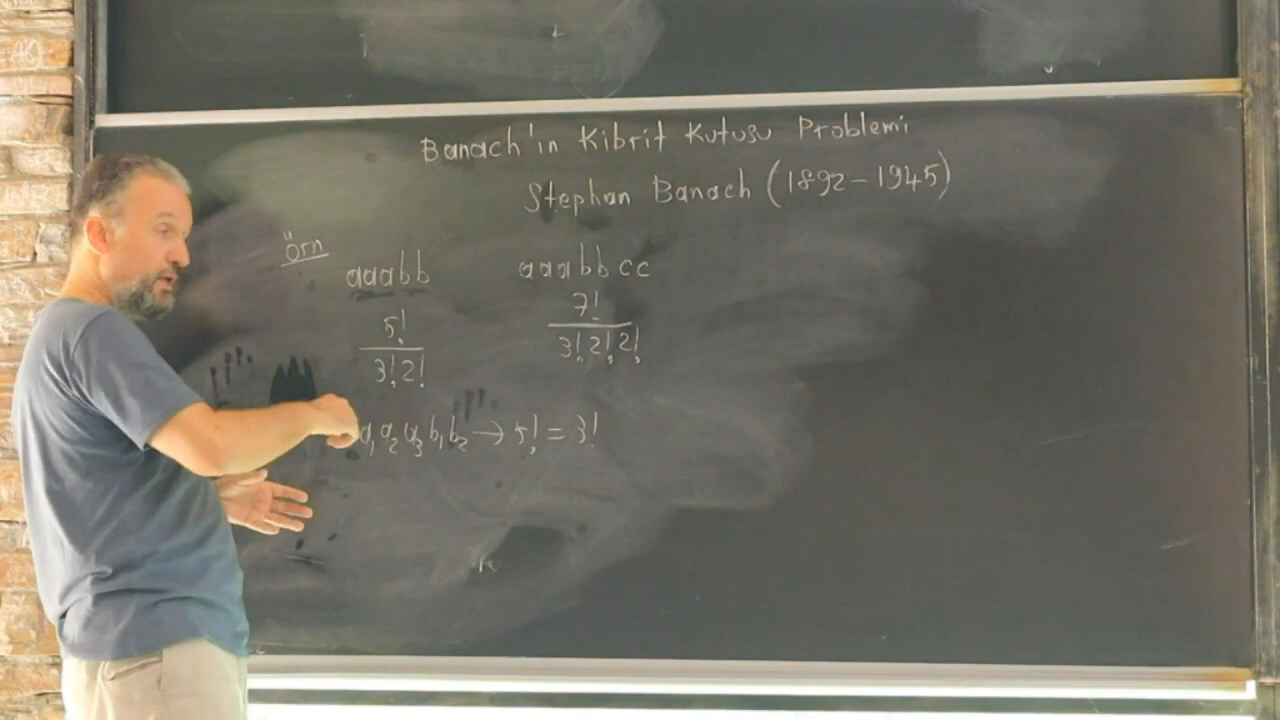 Banach'in Kibrit Kutusu Problemi
Stephan Banach (1892-1945)
Örn
aaabb aaabbcc
5!/3!2! 7!/3!2!2!
a₁a₂a₃b₁b₂ → 5! = 3!